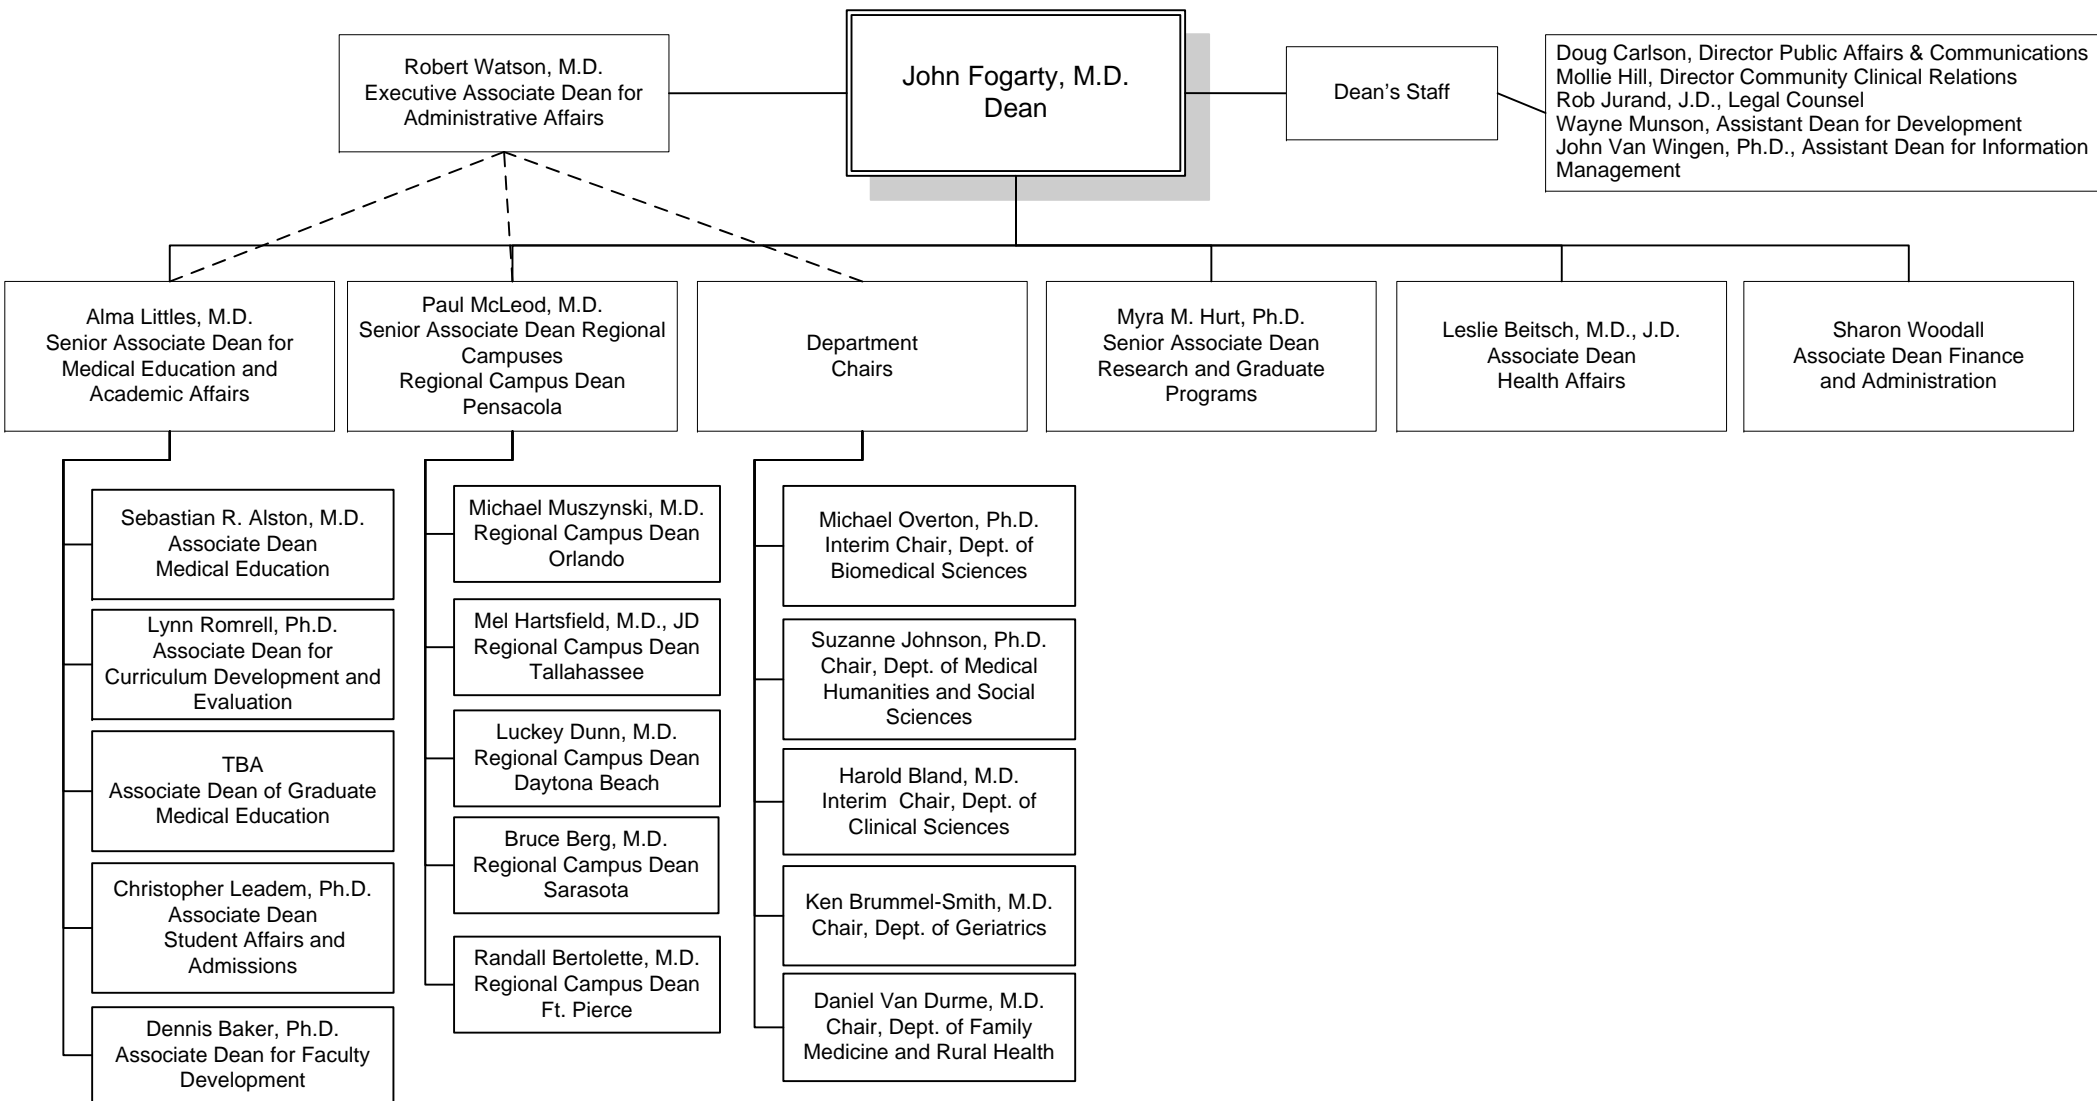 Robert Watson, M.D.
Executive Associate Dean for
Administrative Affairs
John Fogarty, M.D.
Dean
Dean’s Staff
Doug Carlson, Director Public Affairs & Communications
Mollie Hill, Director Community Clinical Relations
Rob Jurand, J.D., Legal Counsel
Wayne Munson, Assistant Dean for Development
John Van Wingen, Ph.D., Assistant Dean for Information
Management
Alma Littles, M.D.
Senior Associate Dean for
Medical Education and
Academic Affairs
Paul McLeod, M.D.
Senior Associate Dean Regional
Campuses
Regional Campus Dean
Pensacola
Department
Chairs
Myra M. Hurt, Ph.D.
Senior Associate Dean
Research and Graduate
Programs
Leslie Beitsch, M.D., J.D.
Associate Dean
Health Affairs
Sharon Woodall
Associate Dean Finance
and Administration
Sebastian R. Alston, M.D.
Associate Dean
Medical Education
Lynn Romrell, Ph.D.
Associate Dean for
Curriculum Development and
Evaluation
TBA
Associate Dean of Graduate
Medical Education
Christopher Leadem, Ph.D.
Associate Dean
Student Affairs and
Admissions
Dennis Baker, Ph.D.
Associate Dean for Faculty
Development
Michael Muszynski, M.D.
Regional Campus Dean
Orlando
Mel Hartsfield, M.D., JD
Regional Campus Dean
Tallahassee
Luckey Dunn, M.D.
Regional Campus Dean
Daytona Beach
Bruce Berg, M.D.
Regional Campus Dean
Sarasota
Randall Bertolette, M.D.
Regional Campus Dean
Ft. Pierce
Michael Overton, Ph.D.
Interim Chair, Dept. of
Biomedical Sciences
Suzanne Johnson, Ph.D.
Chair, Dept. of Medical
Humanities and Social
Sciences
Harold Bland, M.D.
Interim  Chair, Dept. of
Clinical Sciences
Ken Brummel-Smith, M.D.
Chair, Dept. of Geriatrics
Daniel Van Durme, M.D.
Chair, Dept. of Family
Medicine and Rural Health